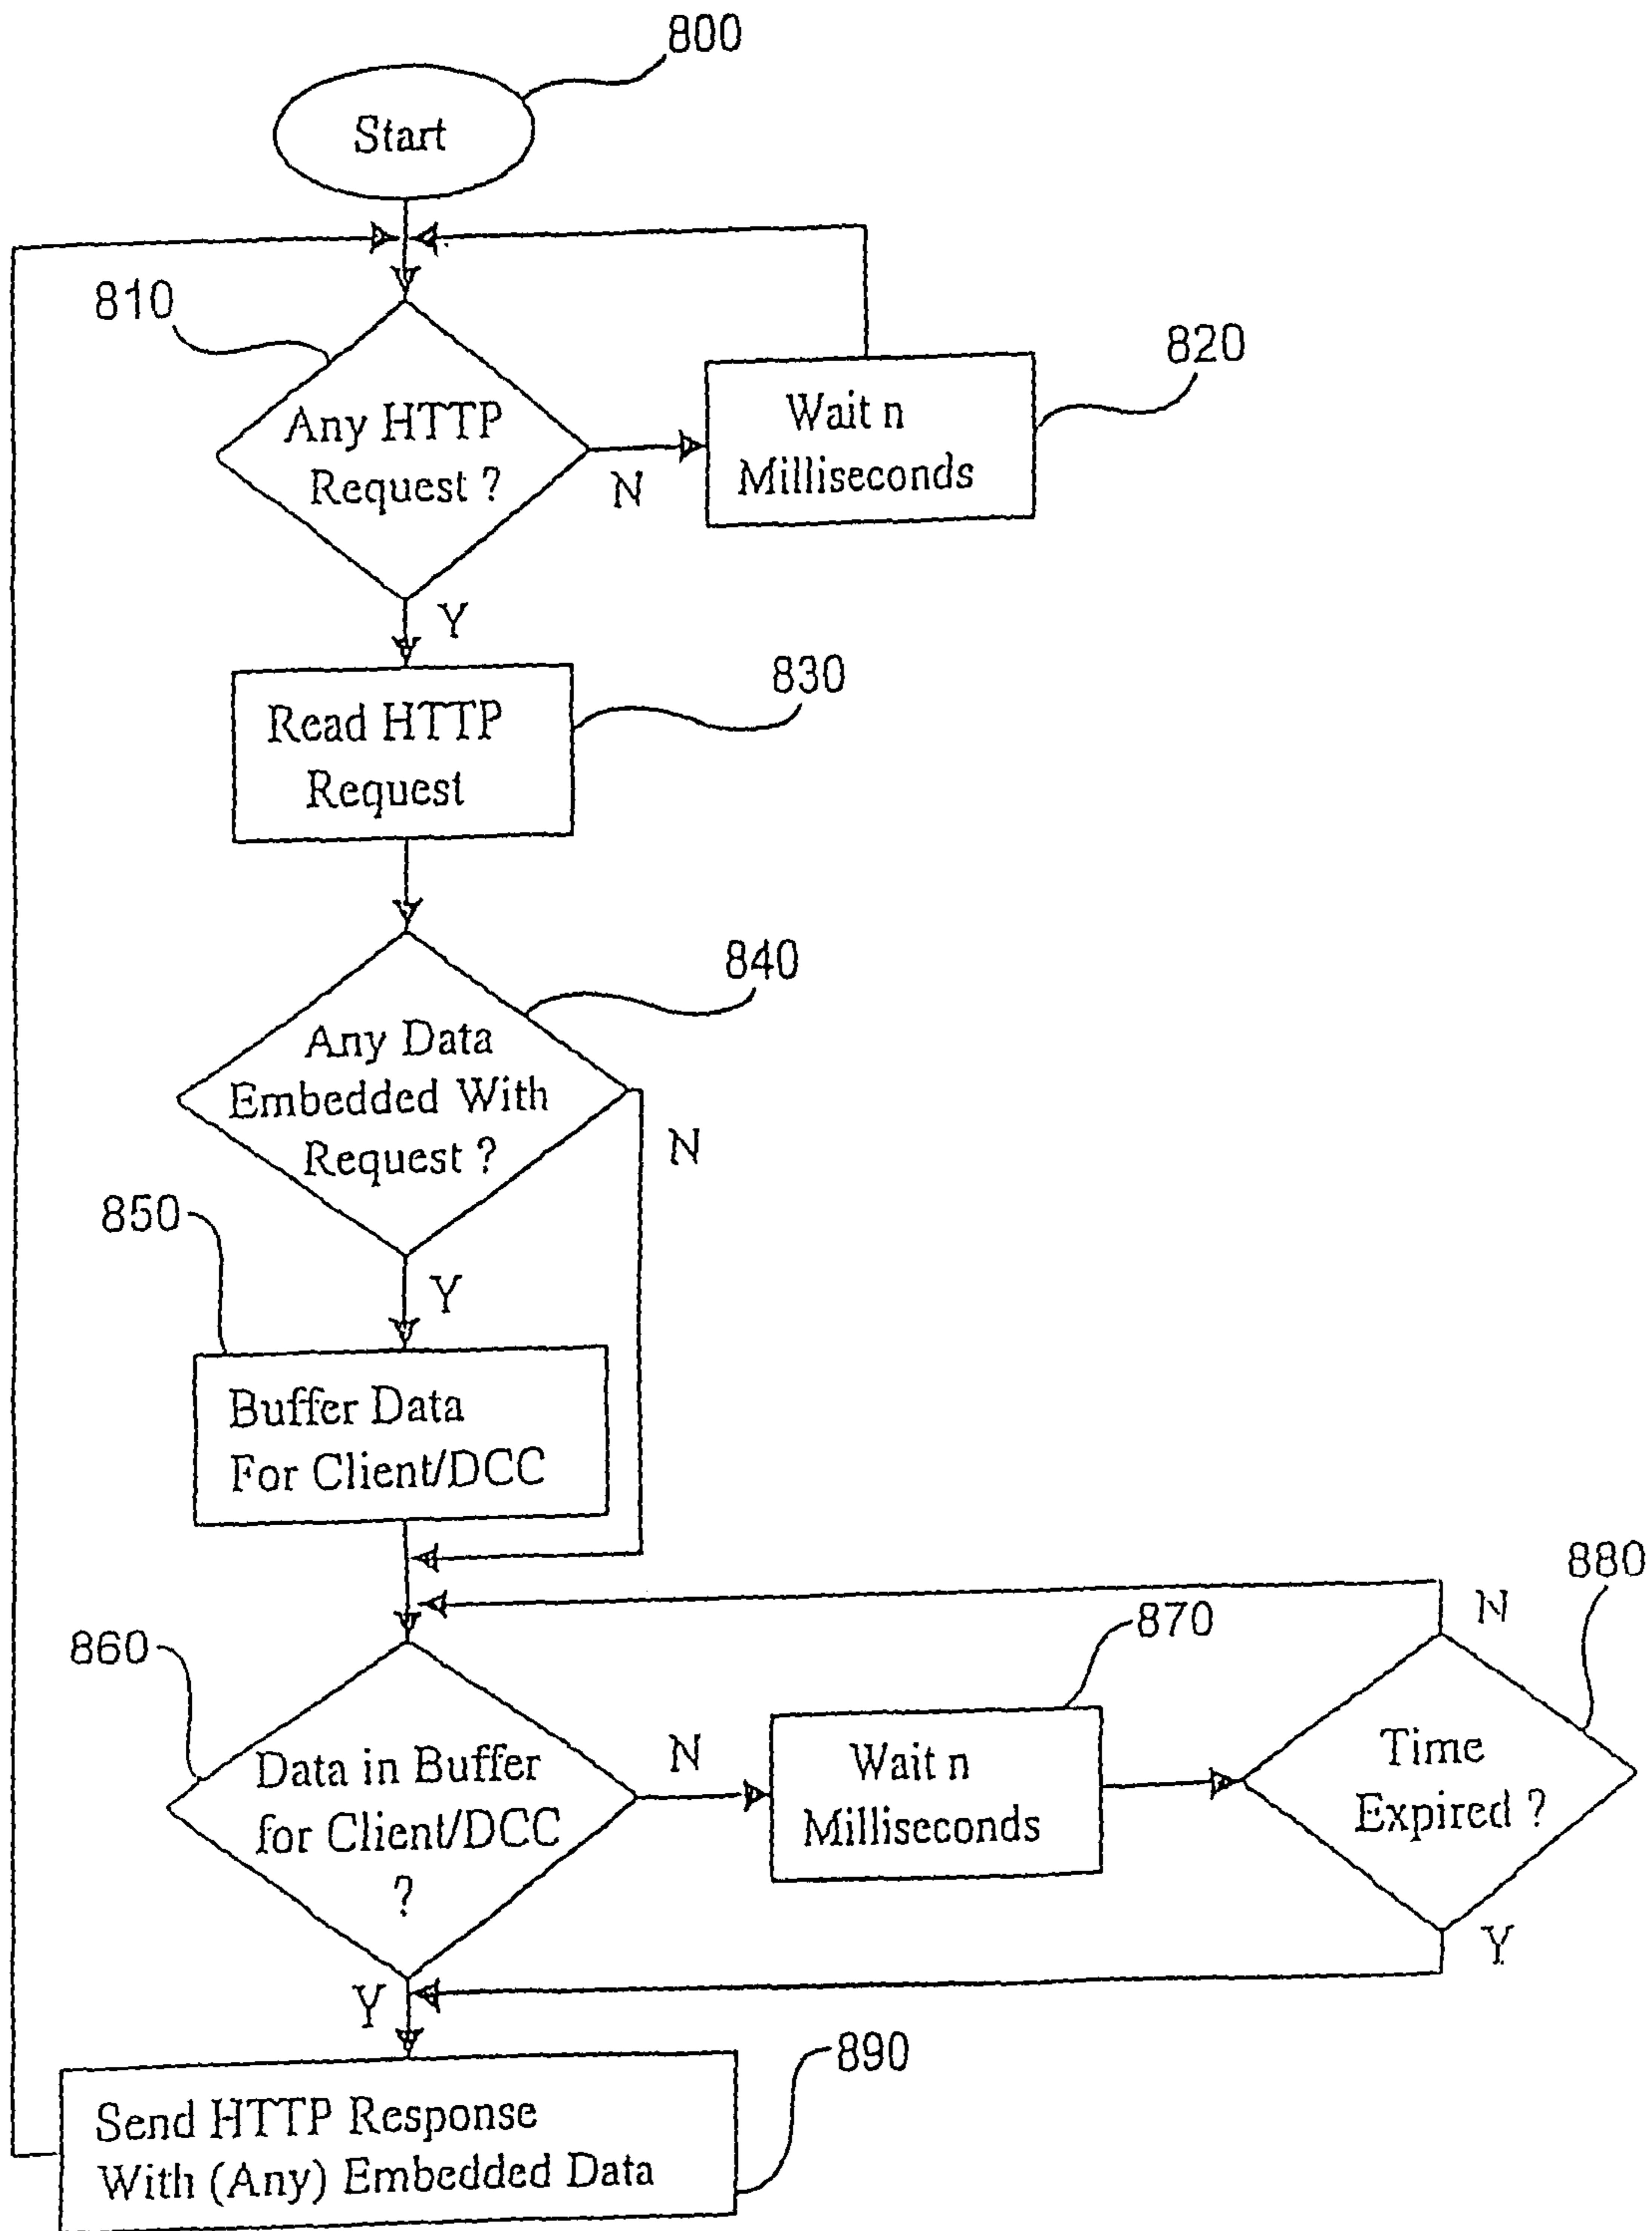 800
Start
810
820
Any HTTP
Request ?
Wait n
Milliseconds
N
Y
830
Read HTTP
Request
840
Any Data
Embedded With
Request ?
N
850
Y
Buffer Data
For Client/DCC
880
N
870
860
Data in Buffer
for Client/DCC
?
N
Wait n
Milliseconds
Time
Expired ?
Y
Y
890
Send HTTP Response
With (Any) Embedded Data